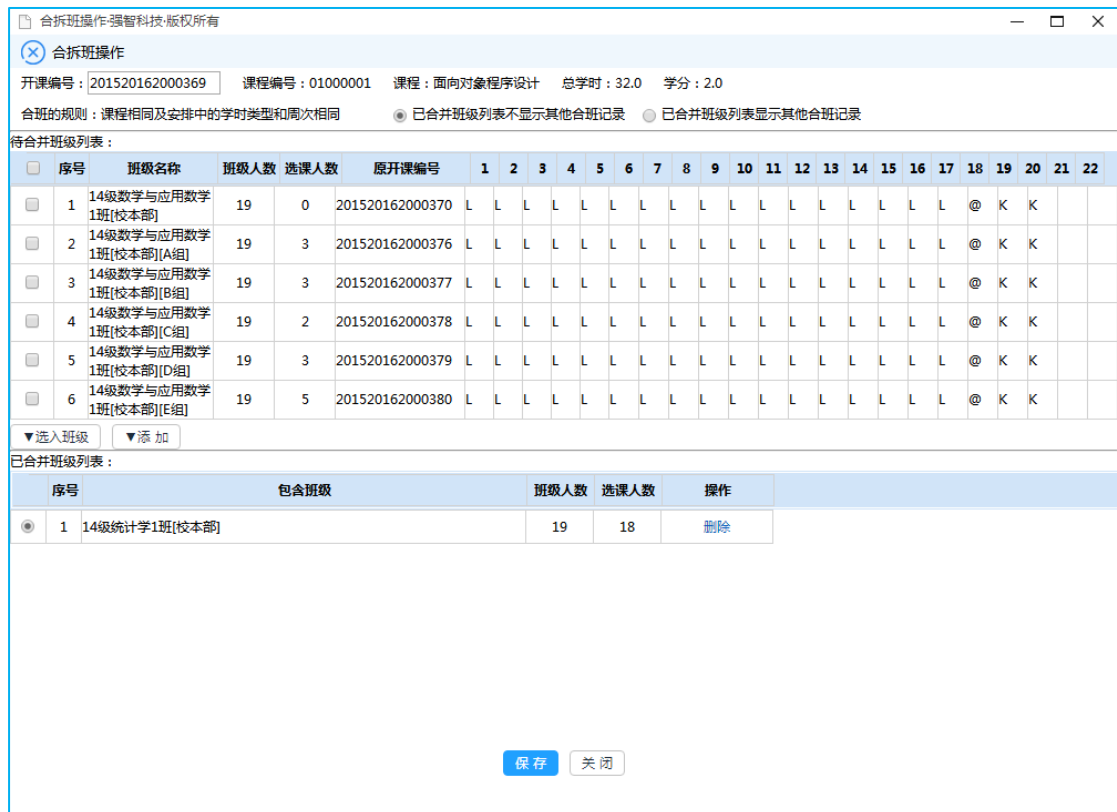 合拆班操作·强智科技·版权所有
合拆班操作
开课编号：201520162000369 课程编号：01000001 课程：面向对象程序设计 总学时：32.0 学分：2.0
合班的规则：课程相同及安排中的学时类型和周次相同 已合并班级列表不显示其他合班记录 已合并班级列表显示其他合班记录
待合并班级列表：
序号 班级名称 班级人数 选课人数 原开课编号 1 2 3 4 5 6 7 8 9 10 11 12 13 14 15 16 17 18 19 20 21 22
1 14级数学与应用数学 19 0 201520162000370 L L L L L L L L L L L L L L L L L @ K K
1班[校本部]
2 14级数学与应用数学 19 3 201520162000376 L L L L L L L L L L L L L L L L L @ K K
1班[校本部][A组]
3 14级数学与应用数学 19 3 201520162000377 L L L L L L L L L L L L L L L L L @ K K
1班[校本部][B组]
4 14级数学与应用数学 19 2 201520162000378 L L L L L L L L L L L L L L L L L @ K K
1班[校本部][C组]
5 14级数学与应用数学 19 3 201520162000379 L L L L L L L L L L L L L L L L L @ K K
1班[校本部][D组]
6 14级数学与应用数学 19 5 201520162000380 L L L L L L L L L L L L L L L L L @ K K
1班[校本部][E组]
▼选入班级 ▼添 加
已合并班级列表：
序号 包含班级 班级人数 选课人数 操作
1 14级统计学1班[校本部] 19 18 删除
保 存 关 闭